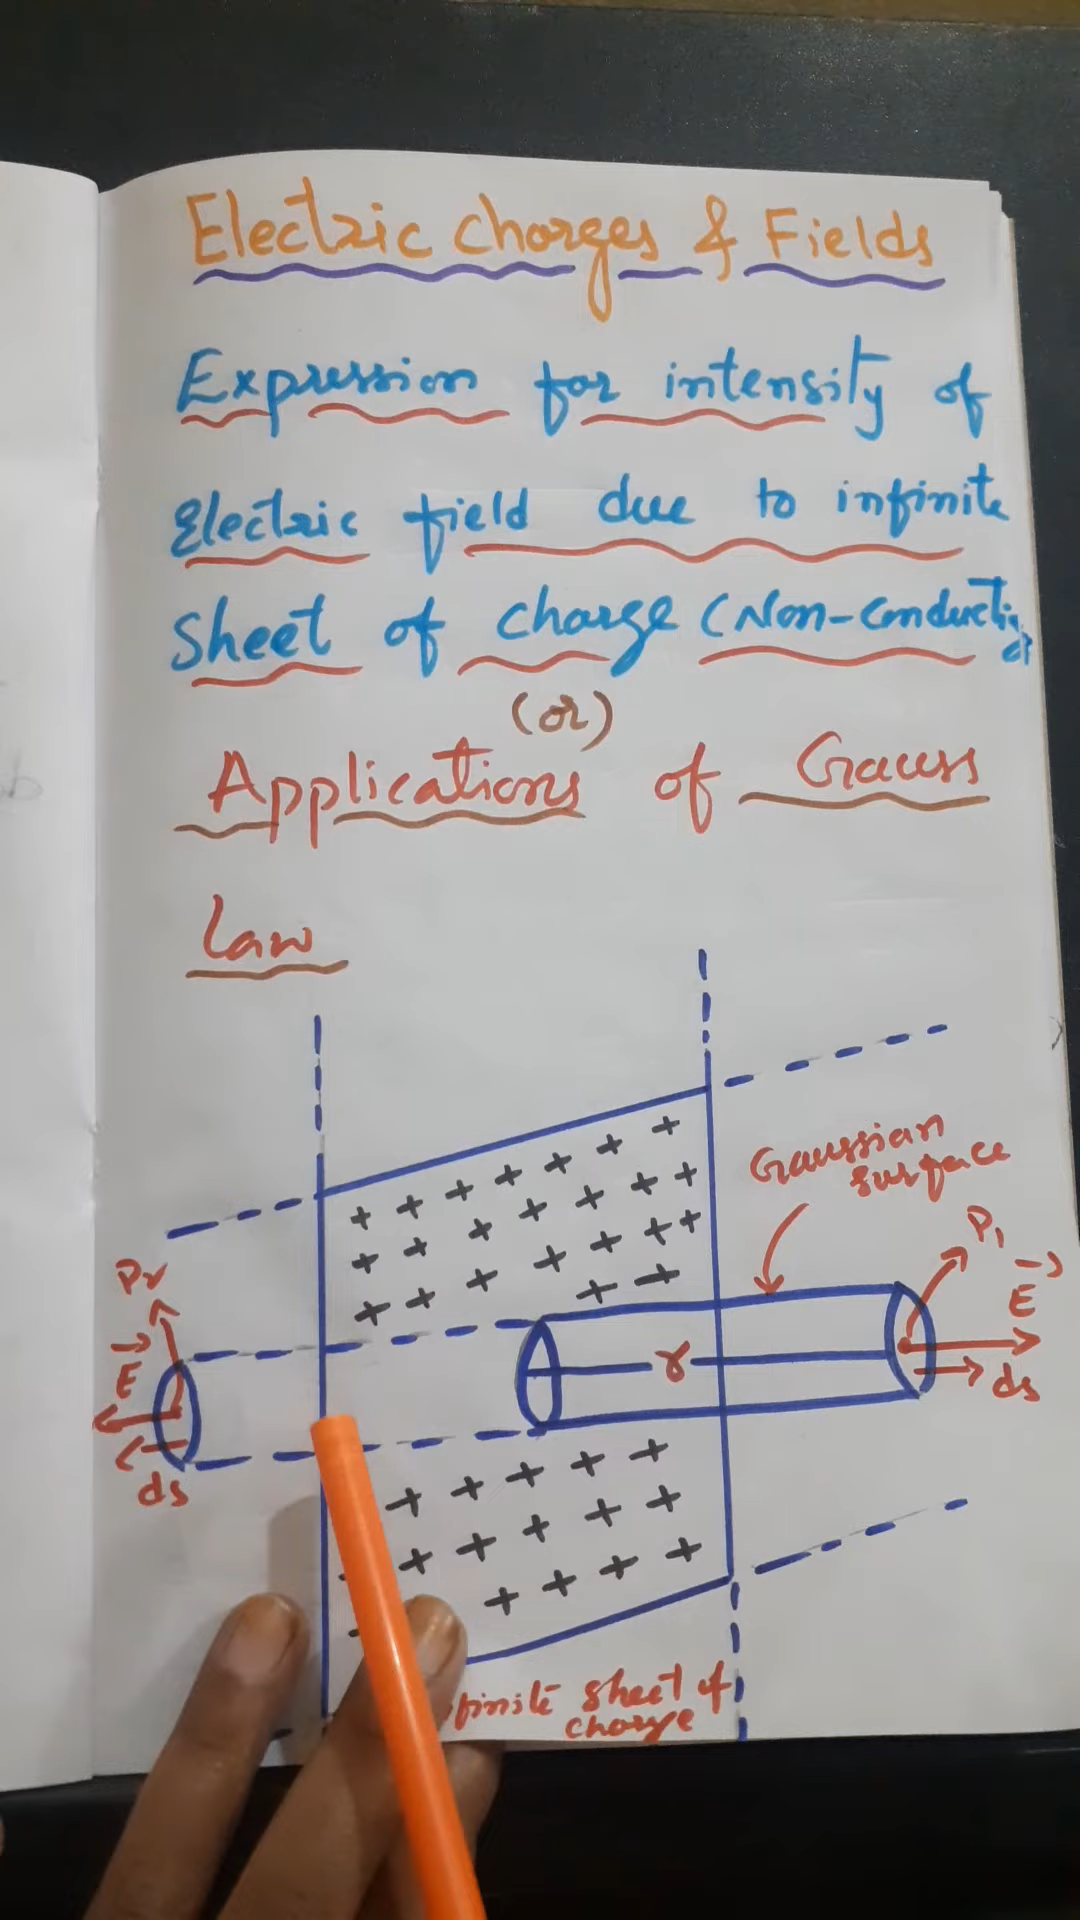 Electric Charges & Fields
Expression for intensity of
Electric field due to infinite
Sheet of charge (Non-conducting)
(or)
Applications of Gauss
Law
Gaussian
surface
P1
E
ds
r
E
ds
sheet of
charge